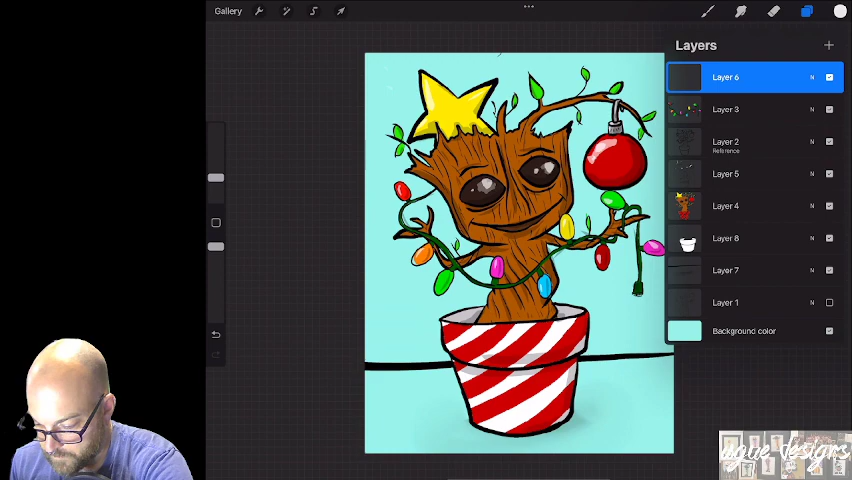 Gallery
Layers
Layer 6 N
Layer 3 N
Layer 2 N
Reference
Layer 5 N
Layer 4 N
Layer 8 N
Layer 7 N
Layer 1 N
Background color
designs